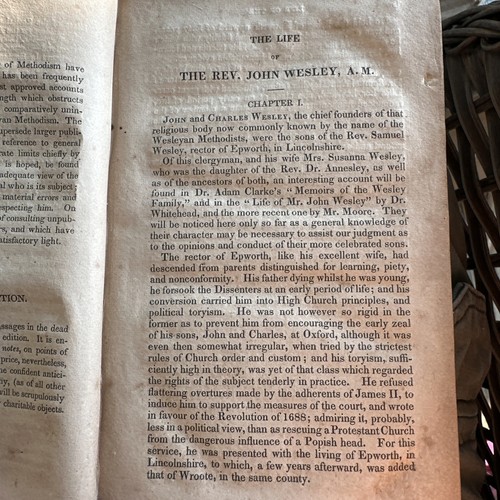 of Methodism have
has been frequently
st approved accounts
ngth which obstructs
comparatively unin-
yan Methodism. The
supersede larger publi-
reference to general
rate limits chiefly by
is hoped, be found
adequate view of the
al who is its subject
material errors and
respecting him. On
of consulting unpub-
rs, and which have
satisfactory light.
TION.
ssages in the dead
edition. It is en-
notes, on points of
price, nevertheless,
he confident antici-
ty, (as of all other
will be scrupulously
charitable objects.
THE LIFE
OF
THE REV. JOHN WESLEY, A.M.
CHAPTER I.
JOHN and CHARLES WESLEY, the chief founders of that
religious body now commonly known by the name of the
Wesleyan Methodists, were the sons of the Rev. Samuel
Wesley, rector of Epworth, in Lincolnshire.
Of this clergyman, and his wife Mrs. Susanna Wesley,
who was the daughter of the Rev. Dr. Annesley, as well
as of the ancestors of both, an interesting account will be
found in Dr. Adam Clarke's "Memoirs of the Wesley
Family," and in the "Life of Mr. John Wesley" by Dr.
Whitehead, and the more recent one by Mr. Moore. They
will be noticed here only so far as a general knowledge of
their character may be necessary to assist our judgment as
to the opinions and conduct of their more celebrated sons.
The rector of Epworth, like his excellent wife, had
descended from parents distinguished for learning, piety,
and nonconformity. His father dying whilst he was young,
he forsook the Dissenters at an early period of life; and his
conversion carried him into High Church principles, and
political toryism. He was not however so rigid in the
former as to prevent him from encouraging the early zeal
of his sons, John and Charles, at Oxford, although it was
even then somewhat irregular, when tried by the strictest
rules of Church order and custom; and his toryism, suffi-
ciently high in theory, was yet of that class which regarded
the rights of the subject tenderly in practice. He refused
flattering overtures made by the adherents of James II, to
induce him to support the measures of the court, and wrote
in favour of the Revolution of 1688; admiring it, probably,
less in a political view, than as rescuing a Protestant Church
from the dangerous influence of a Popish head. For this
service, he was presented with the living of Epworth, in
Lincolnshire, to which, a few years afterward, was added
that of Wroote, in the same county.